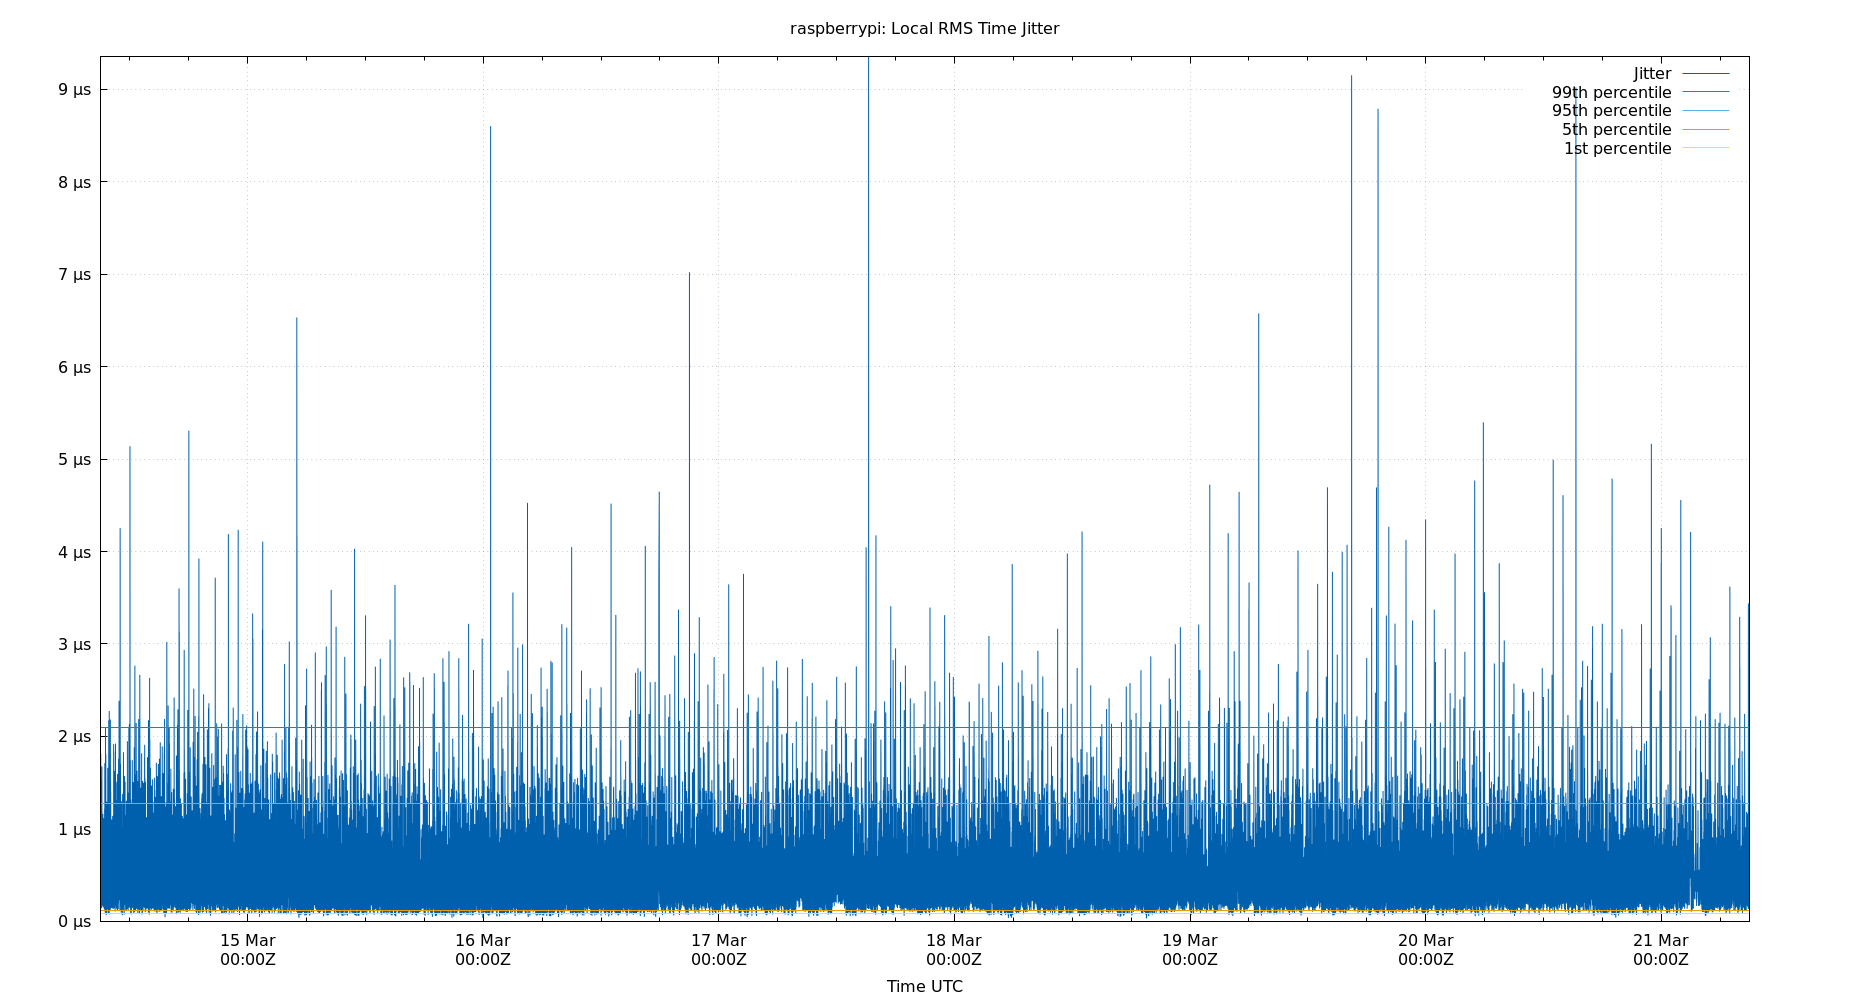 raspberrypi: Local RMS Time Jitter
Jitter
99th percentile
95th percentile
5th percentile
1st percentile
9 µs
8 µs
7 µs
6 µs
5 µs
4 µs
3 µs
2 µs
1 µs
0 µs
15 Mar 16 Mar 17 Mar 18 Mar 19 Mar 20 Mar 21 Mar
00:00Z 00:00Z 00:00Z 00:00Z 00:00Z 00:00Z 00:00Z
Time UTC